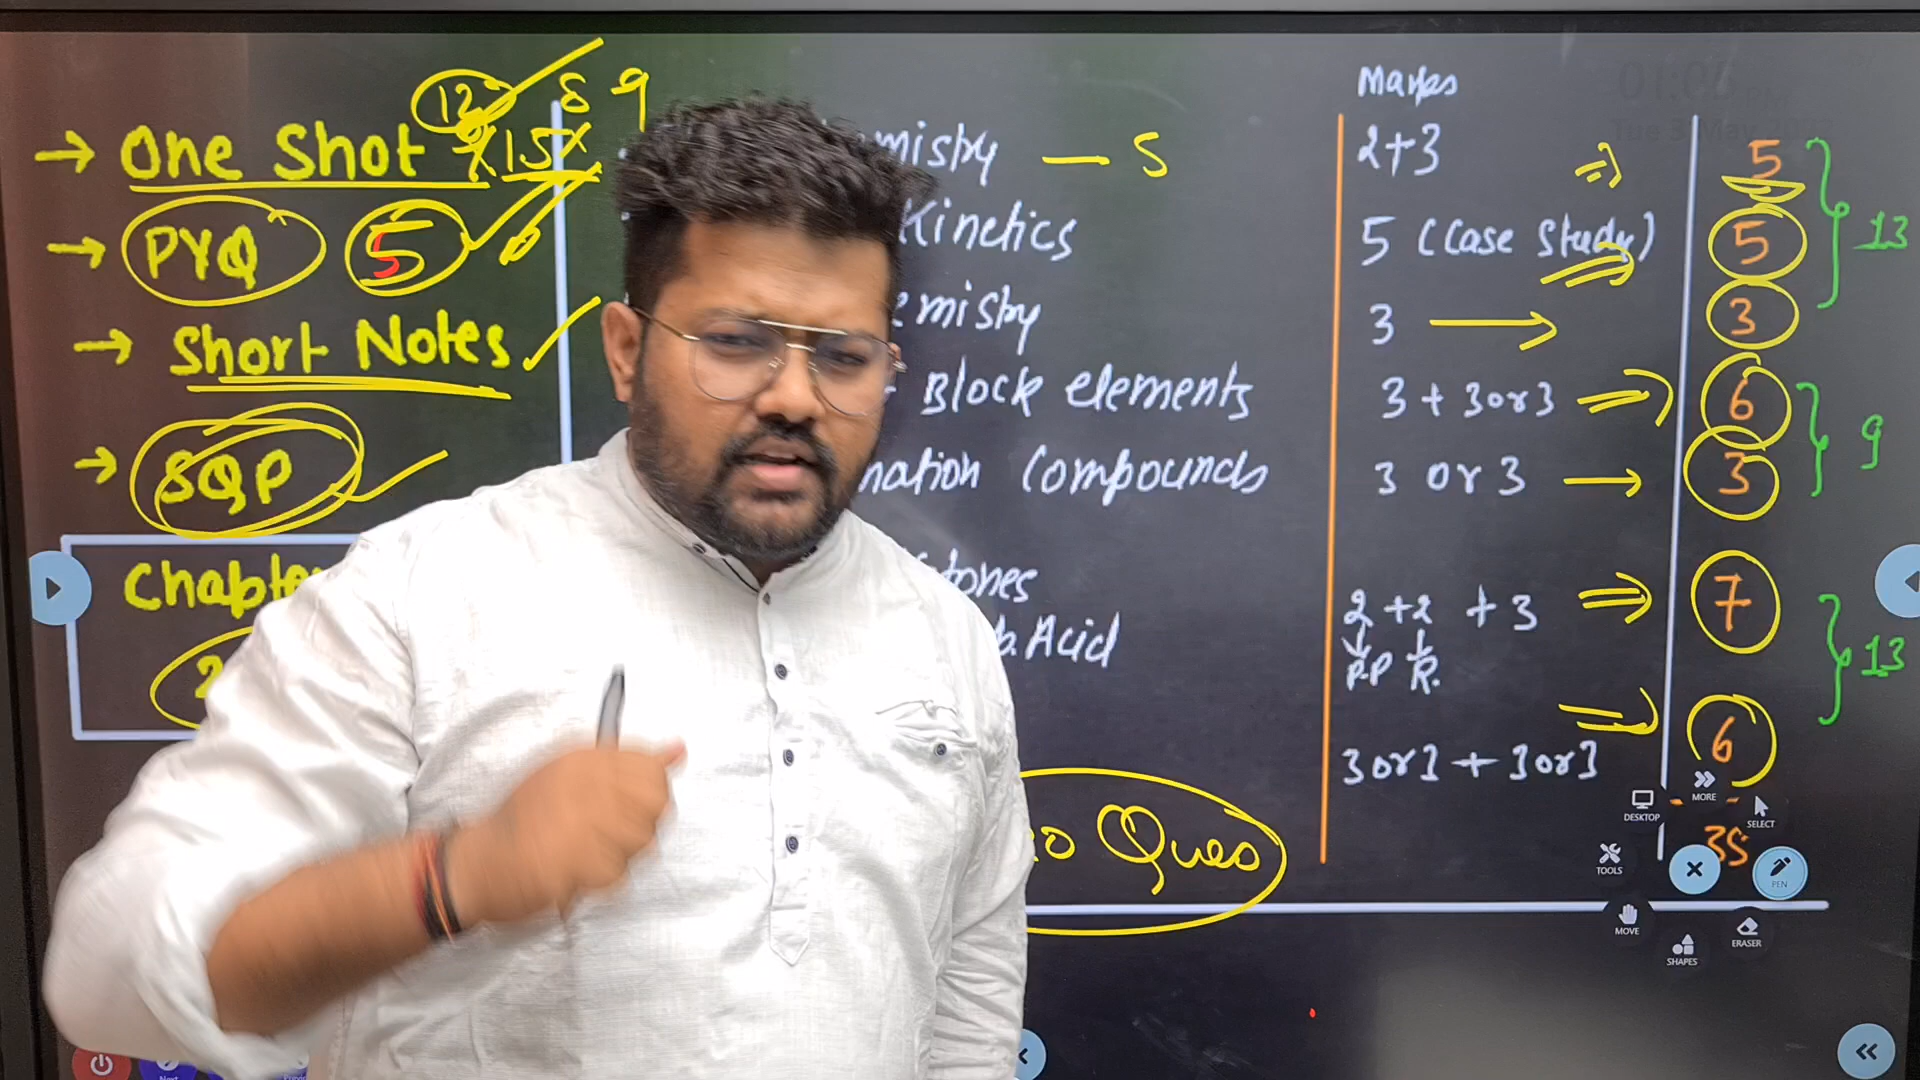 Marks
12 8 9
→ One Shot 15 mistry — 5 2+3 ⇒ 5
→ PYQ 5 Kinetics 5 (Case Study) 5 13
emistry 3 → 3
→ Short Notes ✓
Block elements 3 + 3 or 3 ⇒ 6
→ SQP nation Compounds 3 or 3 → 3 9
Chapte tones
b. Acid 2 + 2 + 3 ⇒ 7
2 P.P R. 13
3 or 3 + 3 or 3 ⇒ 6
Ques 35
DESKTOP MORE SELECT
TOOLS PEN
MOVE ERASER
SHAPES